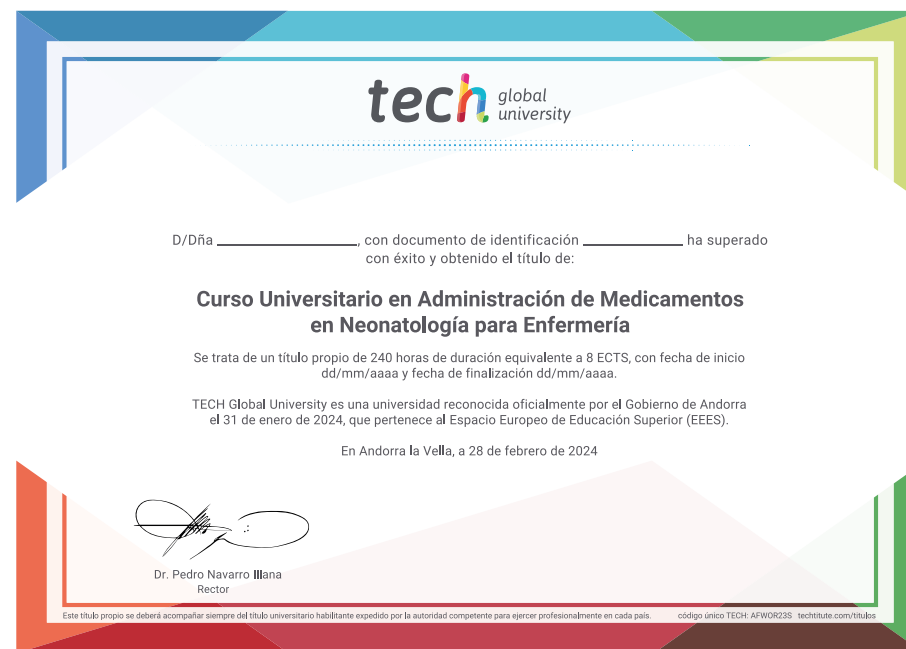 tech global university
D/Dña ____________________, con documento de identificación ______________ ha superado
con éxito y obtenido el título de:
Curso Universitario en Administración de Medicamentos
en Neonatología para Enfermería
Se trata de un título propio de 240 horas de duración equivalente a 8 ECTS, con fecha de inicio
dd/mm/aaaa y fecha de finalización dd/mm/aaaa.
TECH Global University es una universidad reconocida oficialmente por el Gobierno de Andorra
el 31 de enero de 2024, que pertenece al Espacio Europeo de Educación Superior (EEES).
En Andorra la Vella, a 28 de febrero de 2024
Dr. Pedro Navarro Illana
Rector
Este título propio se deberá acompañar siempre del título universitario habilitante expedido por la autoridad competente para ejercer profesionalmente en cada país. código único TECH: AFWOR23S techtitute.com/titulos